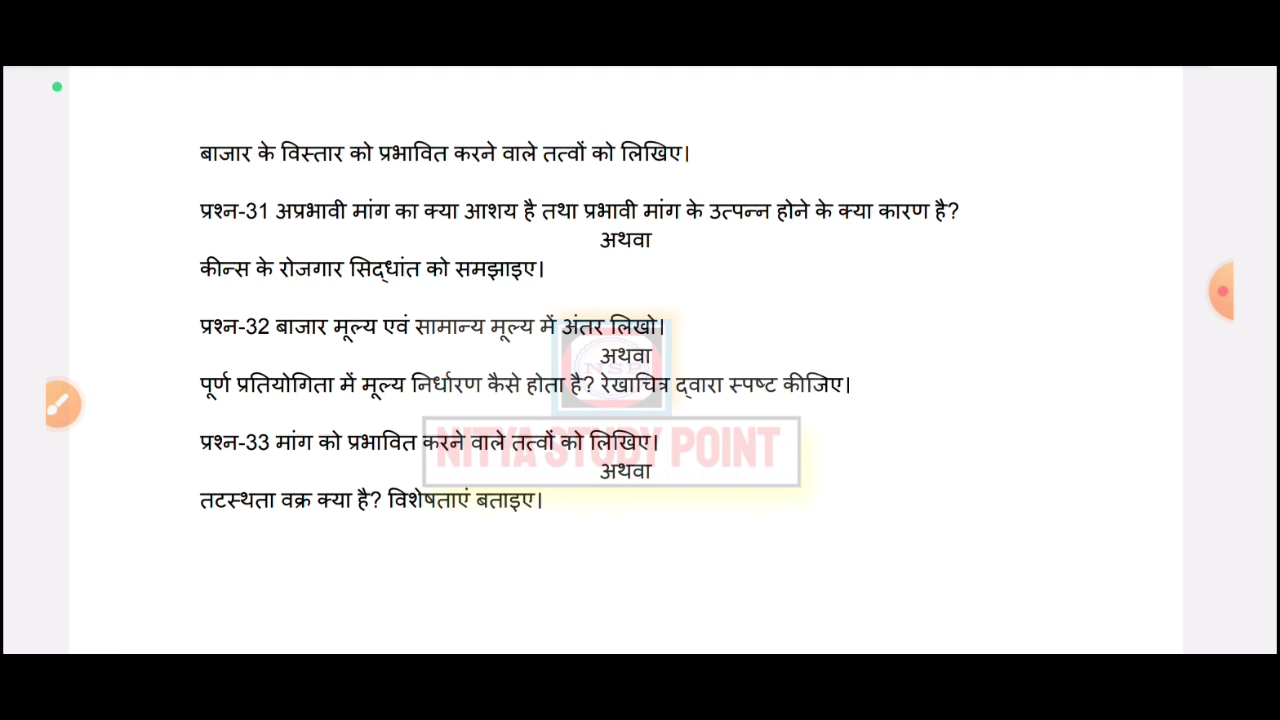 बाजार के विस्तार को प्रभावित करने वाले तत्वों को लिखिए।
प्रश्न-31 अप्रभावी मांग का क्या आशय है तथा प्रभावी मांग के उत्पन्न होने के क्या कारण है?
अथवा
कीन्स के रोजगार सिद्धांत को समझाइए।
प्रश्न-32 बाजार मूल्य एवं सामान्य मूल्य में अंतर लिखो।
अथवा
NSP
पूर्ण प्रतियोगिता में मूल्य निर्धारण कैसे होता है? रेखाचित्र द्वारा स्पष्ट कीजिए।
प्रश्न-33 मांग को प्रभावित करने वाले तत्वों को लिखिए।
NITYA STUDY POINT
अथवा
तटस्थता वक्र क्या है? विशेषताएं बताइए।